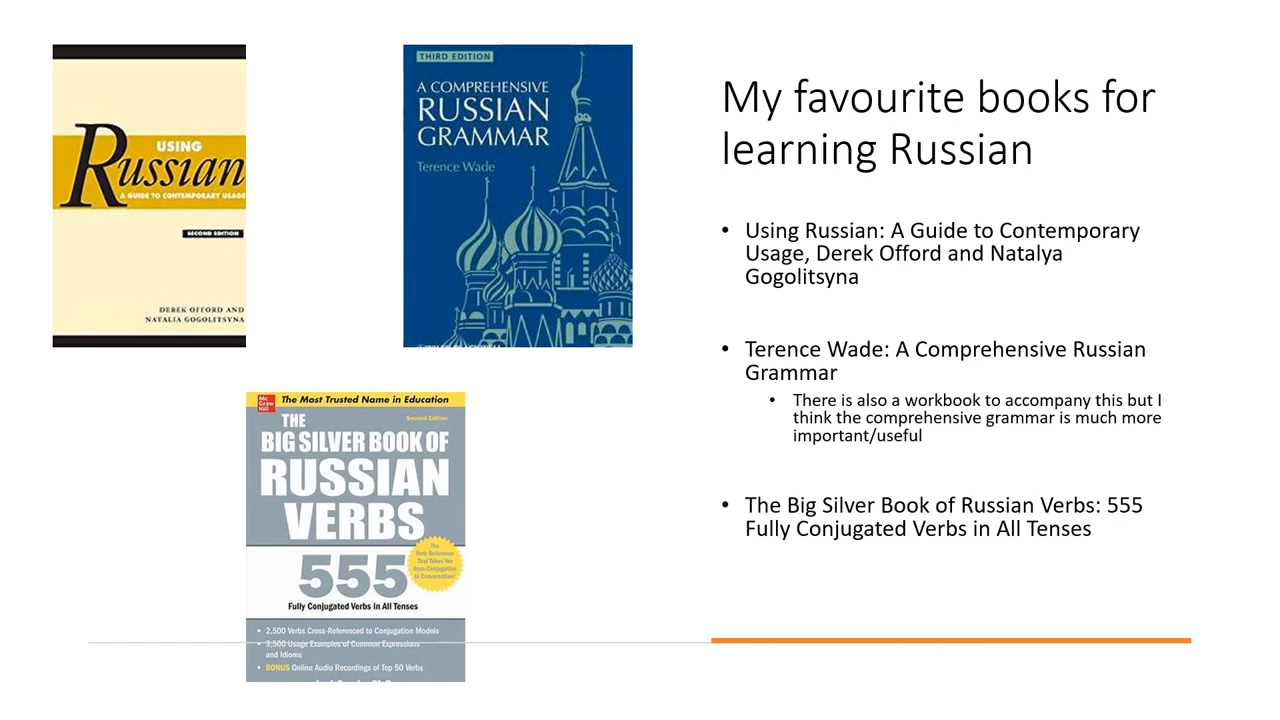 USING
Russian
A GUIDE TO CONTEMPORARY USAGE
SECOND EDITION
DEREK OFFORD AND
NATALIA GOGOLITSYNA
THIRD EDITION
A COMPREHENSIVE
RUSSIAN
GRAMMAR
Terence Wade
Mc
Graw
Hill
The Most Trusted Name in Education
Second Edition
THE
BIG SILVER BOOK OF
RUSSIAN
VERBS
The
Verb Reference
That Takes You
from Conjugation
to Conversation!
555
Fully Conjugated Verbs in All Tenses
• 2,500 Verbs Cross-Referenced to Conjugation Models
• 3,500 Usage Examples of Common Expressions
and Idioms
• BONUS Online Audio Recordings of Top 50 Verbs
My favourite books for
learning Russian
• Using Russian: A Guide to Contemporary
Usage, Derek Offord and Natalya
Gogolitsyna
• Terence Wade: A Comprehensive Russian
Grammar
• There is also a workbook to accompany this but I
think the comprehensive grammar is much more
important/useful
• The Big Silver Book of Russian Verbs: 555
Fully Conjugated Verbs in All Tenses